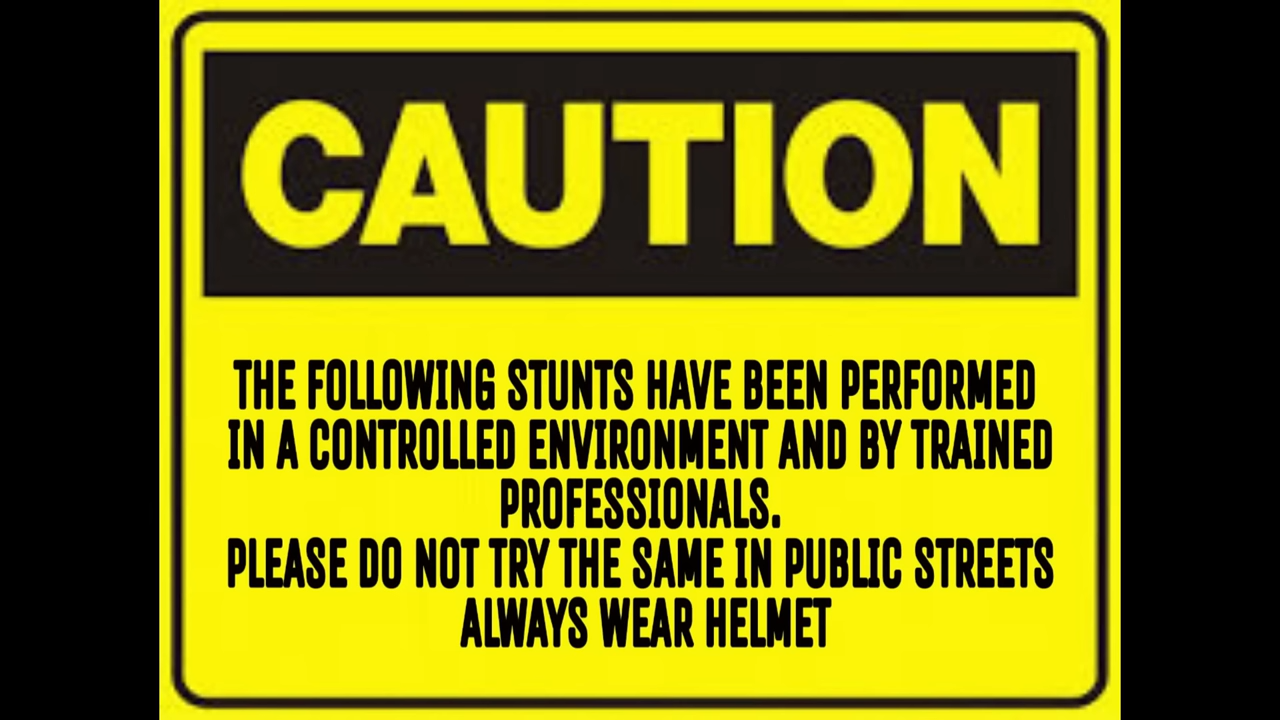 CAUTION
THE FOLLOWING STUNTS HAVE BEEN PERFORMED
IN A CONTROLLED ENVIRONMENT AND BY TRAINED
PROFESSIONALS.
PLEASE DO NOT TRY THE SAME IN PUBLIC STREETS
ALWAYS WEAR HELMET